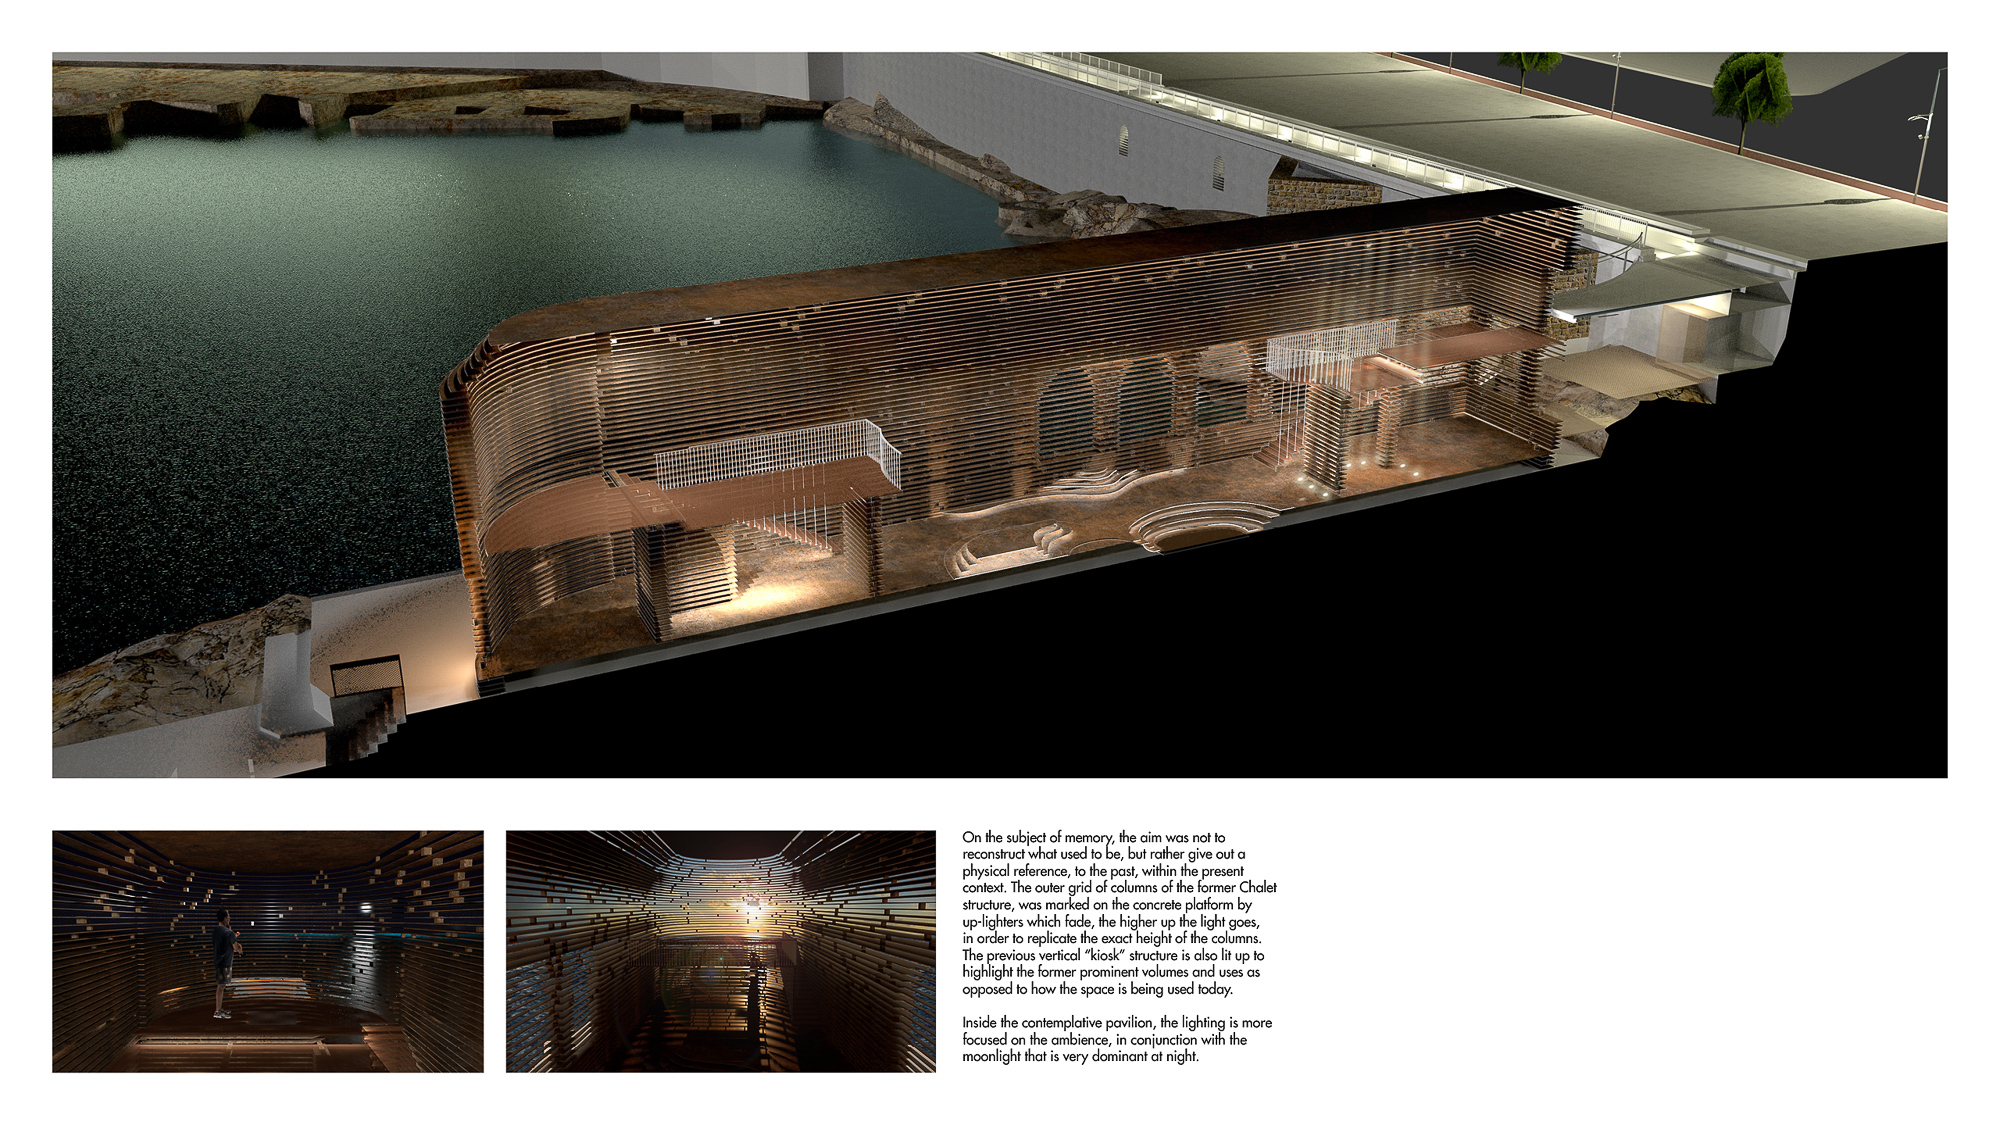 On the subject of memory, the aim was not to
reconstruct what used to be, but rather give out a
physical reference, to the past, within the present
context. The outer grid of columns of the former Chalet
structure, was marked on the concrete platform by
up-lighters which fade, the higher up the light goes,
in order to replicate the exact height of the columns.
The previous vertical “kiosk” structure is also lit up to
highlight the former prominent volumes and uses as
opposed to how the space is being used today.
Inside the contemplative pavilion, the lighting is more
focused on the ambience, in conjunction with the
moonlight that is very dominant at night.